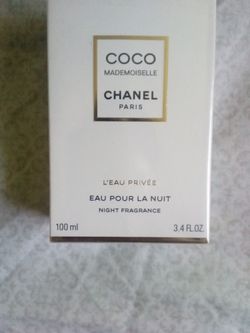 COCO
MADEMOISELLE
CHANEL
PARIS
L'EAU PRIVÉE
EAU POUR LA NUIT
NIGHT FRAGRANCE
100 ml 3.4 FL.OZ.